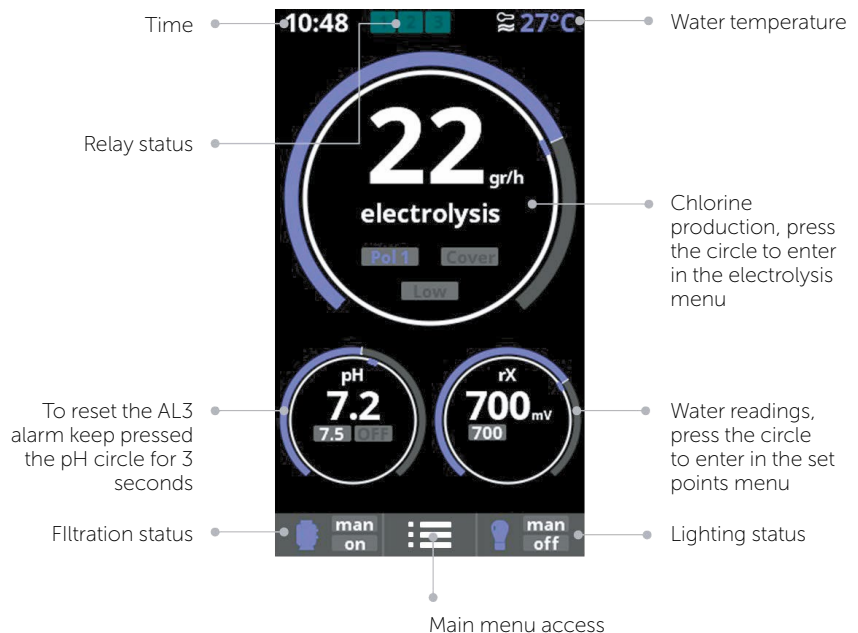 Time
10:48
1 2 3
27°C
Water temperature
Relay status
22
gr/h
electrolysis
Pol 1
Cover
Low
Chlorine
production, press
the circle to enter
in the electrolysis
menu
To reset the AL3
alarm keep pressed
the pH circle for 3
seconds
pH
7.2
7.5 OFF
rX
700 mV
700
Water readings,
press the circle
to enter in the set
points menu
FIltration status
man
on
man
off
Lighting status
Main menu access